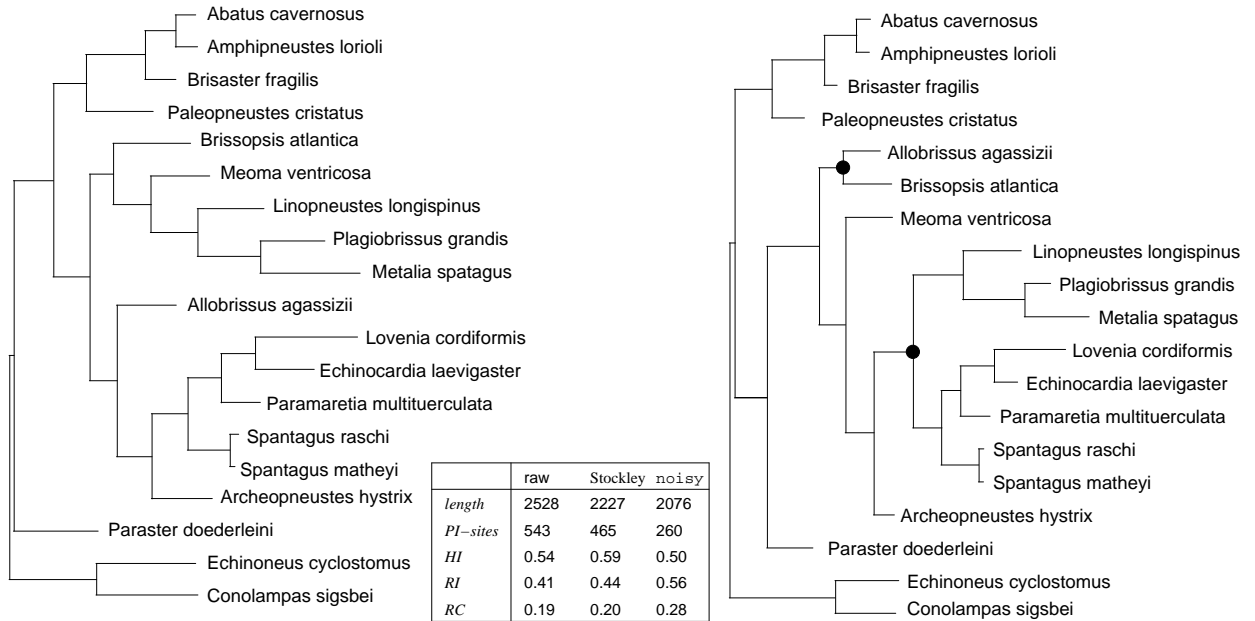 Abatus cavernosus
Amphipneustes lorioli
Brisaster fragilis
Paleopneustes cristatus
Brissopsis atlantica
Meoma ventricosa
Linopneustes longispinus
Plagiobrissus grandis
Metalia spatagus
Allobrissus agassizii
Lovenia cordiformis
Echinocardia laevigaster
Paramaretia multituerculata
Spantagus raschi
Spantagus matheyi
Archeopneustes hystrix
Paraster doederleini
Echinoneus cyclostomus
Conolampas sigsbei
raw Stockley noisy
length 2528 2227 2076
PI−sites 543 465 260
HI 0.54 0.59 0.50
RI 0.41 0.44 0.56
RC 0.19 0.20 0.28
Abatus cavernosus
Amphipneustes lorioli
Brisaster fragilis
Paleopneustes cristatus
Allobrissus agassizii
Brissopsis atlantica
Meoma ventricosa
Linopneustes longispinus
Plagiobrissus grandis
Metalia spatagus
Lovenia cordiformis
Echinocardia laevigaster
Paramaretia multituerculata
Spantagus raschi
Spantagus matheyi
Archeopneustes hystrix
Paraster doederleini
Echinoneus cyclostomus
Conolampas sigsbei